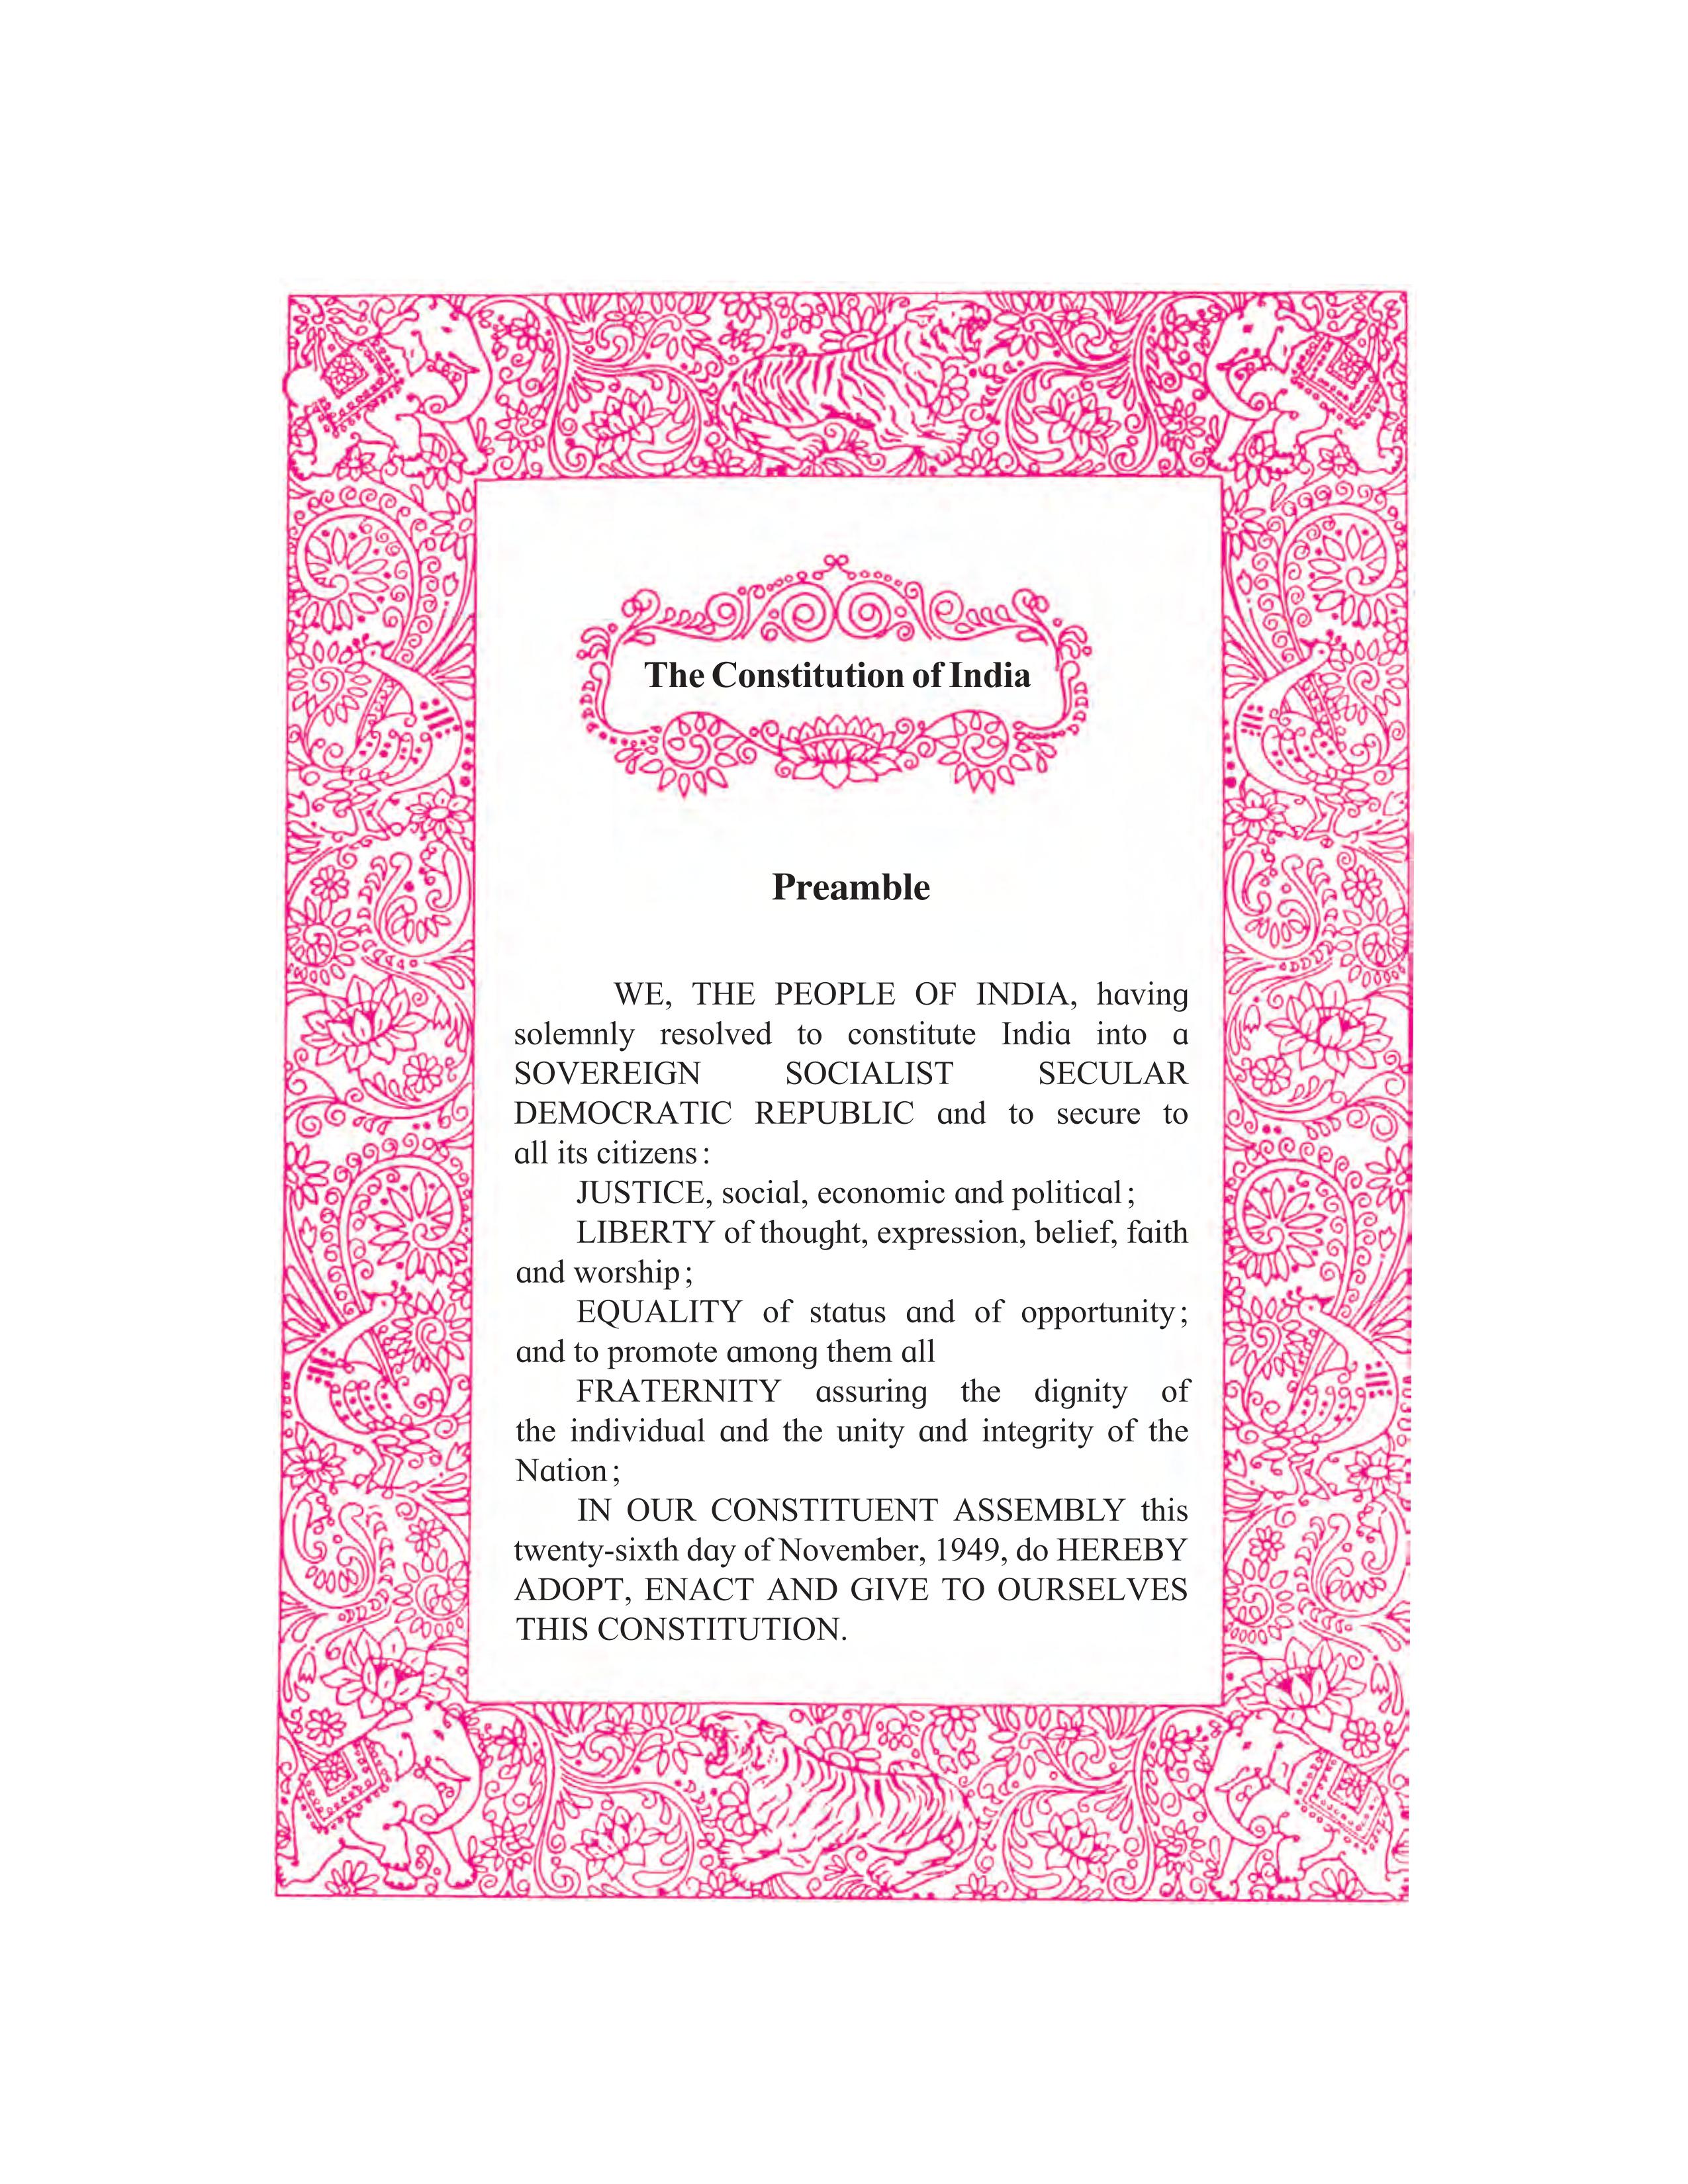 The Constitution of India
Preamble
WE, THE PEOPLE OF INDIA, having
solemnly resolved to constitute India into a
SOVEREIGN SOCIALIST SECULAR
DEMOCRATIC REPUBLIC and to secure to
all its citizens :
JUSTICE, social, economic and political ;
LIBERTY of thought, expression, belief, faith
and worship ;
EQUALITY of status and of opportunity ;
and to promote among them all
FRATERNITY assuring the dignity of
the individual and the unity and integrity of the
Nation ;
IN OUR CONSTITUENT ASSEMBLY this
twenty-sixth day of November, 1949, do HEREBY
ADOPT, ENACT AND GIVE TO OURSELVES
THIS CONSTITUTION.